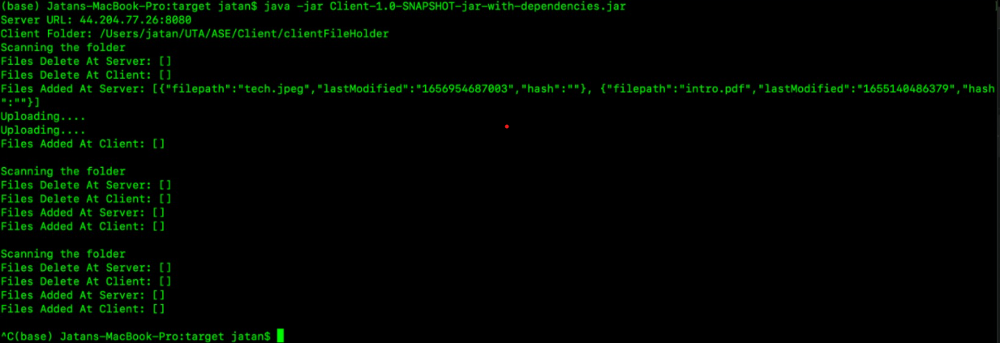 (base) Jatans-MacBook-Pro:target jatan$ java -jar Client-1.0-SNAPSHOT-jar-with-dependencies.jar
Server URL: 44.204.77.26:8080
Client Folder: /Users/jatan/UTA/ASE/Client/clientFileHolder
Scanning the folder
Files Delete At Server: []
Files Delete At Client: []
Files Added At Server: [{"filepath":"tech.jpeg","lastModified":"1656954687003","hash":""}, {"filepath":"intro.pdf","lastModified":"1655140486379","hash
":""}]
Uploading....
Uploading....
Files Added At Client: []
Scanning the folder
Files Delete At Server: []
Files Delete At Client: []
Files Added At Server: []
Files Added At Client: []
Scanning the folder
Files Delete At Server: []
Files Delete At Client: []
Files Added At Server: []
Files Added At Client: []
^C(base) Jatans-MacBook-Pro:target jatan$